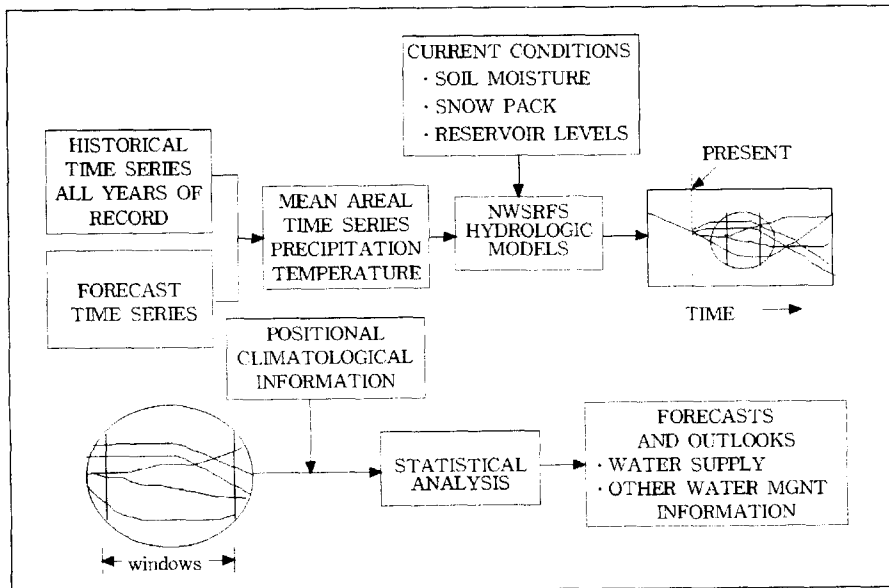 CURRENT CONDITIONS
· SOIL MOISTURE
· SNOW PACK
· RESERVOIR LEVELS
HISTORICAL
TIME SERIES
ALL YEARS OF
RECORD
FORECAST
TIME SERIES
MEAN AREAL
TIME SERIES
PRECIPITATION
TEMPERATURE
NWSRFS
HYDROLOGIC
MODELS
PRESENT
TIME
POSITIONAL
CLIMATOLOGICAL
INFORMATION
windows
STATISTICAL
ANALYSIS
FORECASTS
AND OUTLOOKS
· WATER SUPPLY
· OTHER WATER MGNT
INFORMATION